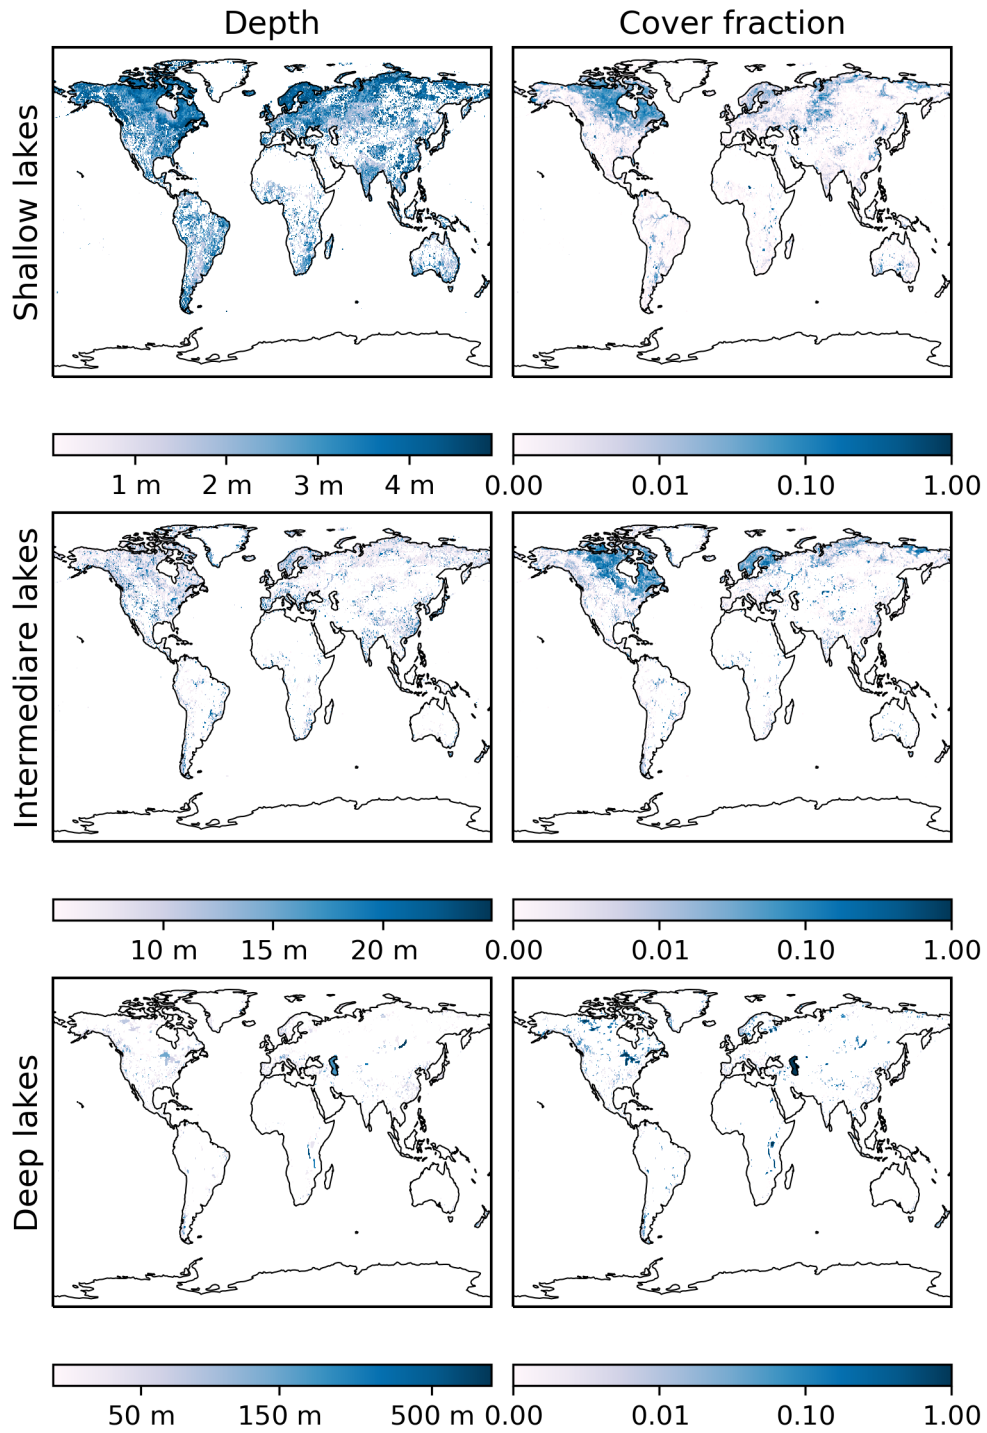 Depth
Cover fraction
Shallow lakes
1 m 2 m 3 m 4 m
0.00 0.01 0.10 1.00
Intermediare lakes
10 m 15 m 20 m
0.00 0.01 0.10 1.00
Deep lakes
50 m 150 m 500 m
0.00 0.01 0.10 1.00